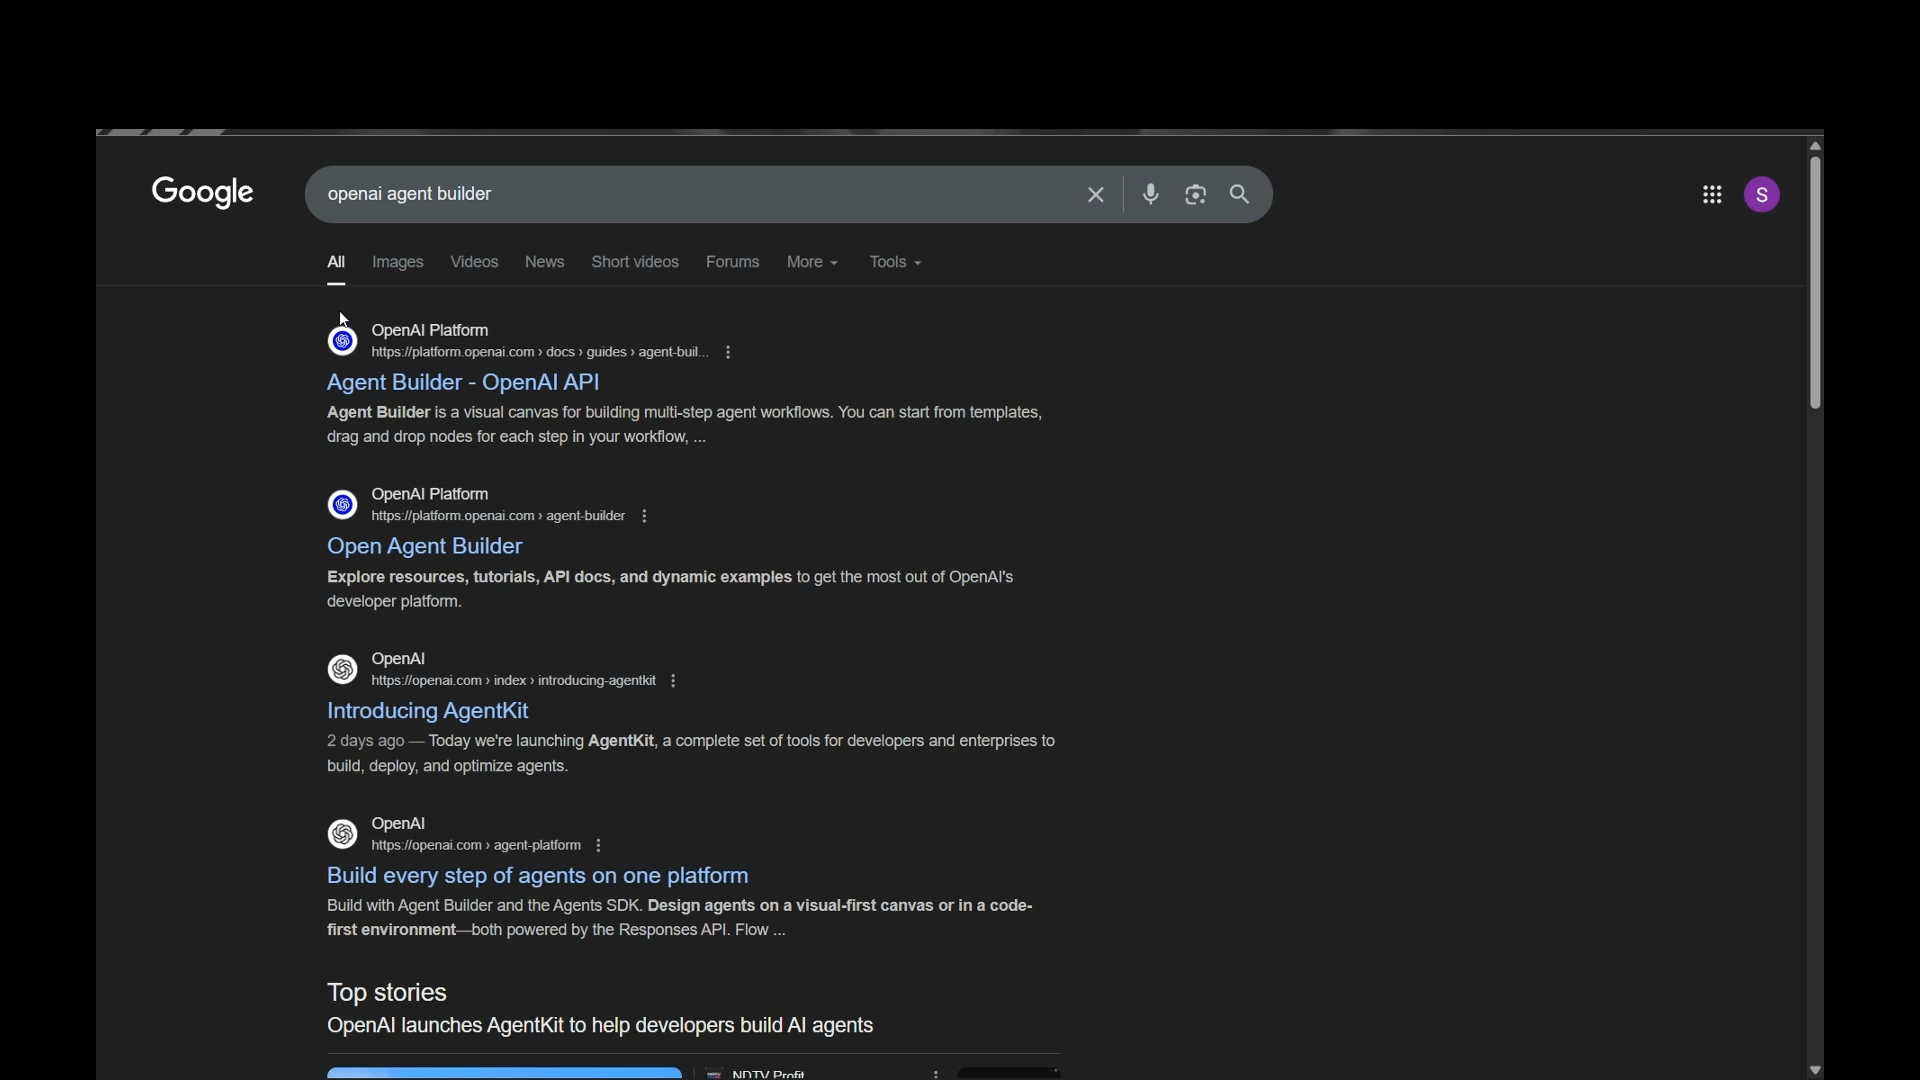 Google
openai agent builder
S
All Images Videos News Short videos Forums More Tools
OpenAI Platform
https://platform.openai.com › docs › guides › agent-buil...
Agent Builder - OpenAI API
Agent Builder is a visual canvas for building multi-step agent workflows. You can start from templates,
drag and drop nodes for each step in your workflow, ...
OpenAI Platform
https://platform.openai.com › agent-builder
Open Agent Builder
Explore resources, tutorials, API docs, and dynamic examples to get the most out of OpenAI's
developer platform.
OpenAI
https://openai.com › index › introducing-agentkit
Introducing AgentKit
2 days ago — Today we're launching AgentKit, a complete set of tools for developers and enterprises to
build, deploy, and optimize agents.
OpenAI
https://openai.com › agent-platform
Build every step of agents on one platform
Build with Agent Builder and the Agents SDK. Design agents on a visual-first canvas or in a code-
first environment—both powered by the Responses API. Flow ...
Top stories
OpenAI launches AgentKit to help developers build AI agents
NDTV Profit